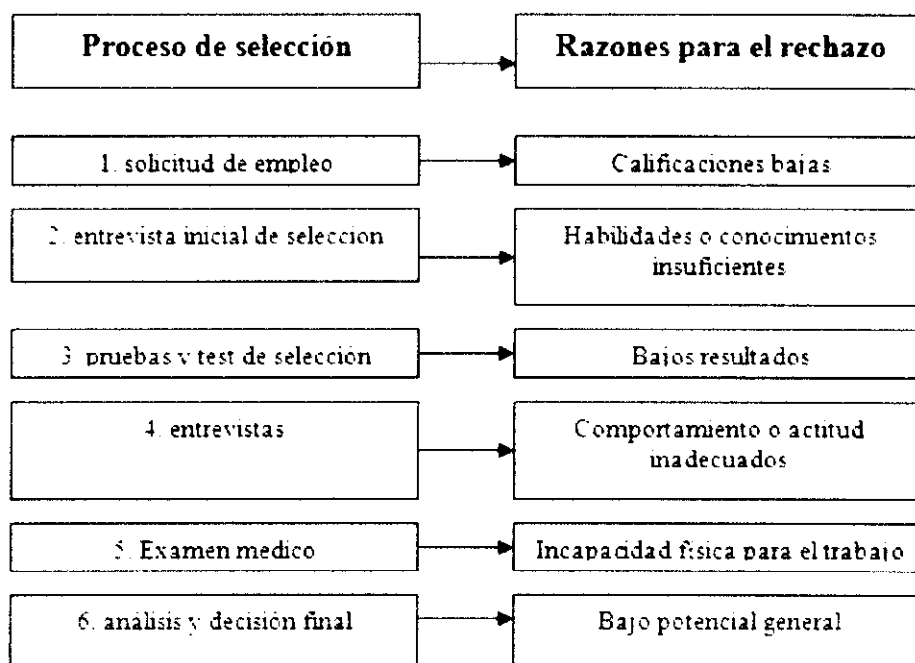 Proceso de selección
Razones para el rechazo
1. solicitud de empleo
Calificaciones bajas
2. entrevista inicial de seleccion
Habilidades o conocimientos
insuficientes
3. pruebas y test de selección
Bajos resultados
4. entrevistas
Comportamiento o actitud
inadecuados
5. Examen medico
Incapacidad física para el trabajo
6. análisis y decisión final
Bajo potencial general